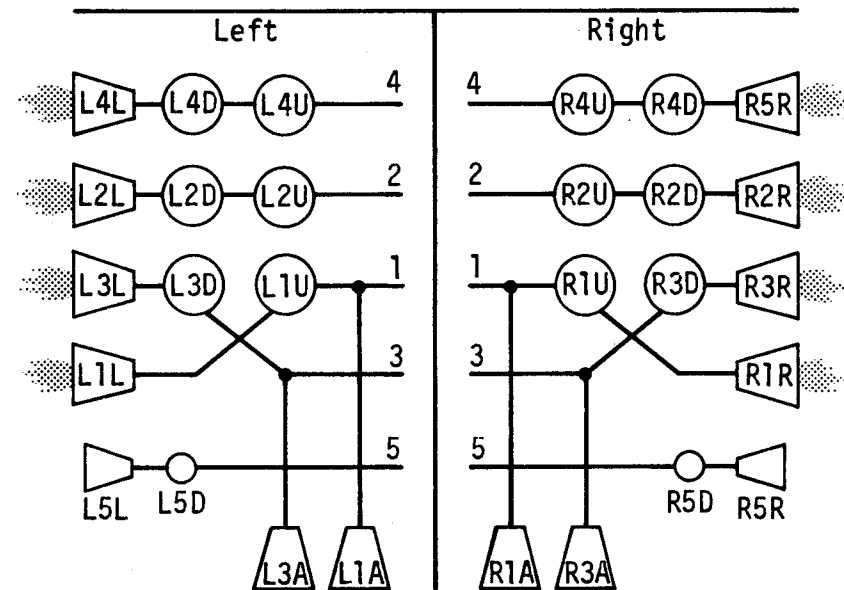 Left Right
L4L L4D L4U 4 4 R4U R4D R5R
L2L L2D L2U 2 2 R2U R2D R2R
L3L L3D L1U 1 1 R1U R3D R3R
L1L 3 3 R1R
5 5
L5L L5D R5D R5R
L3A L1A R1A R3A